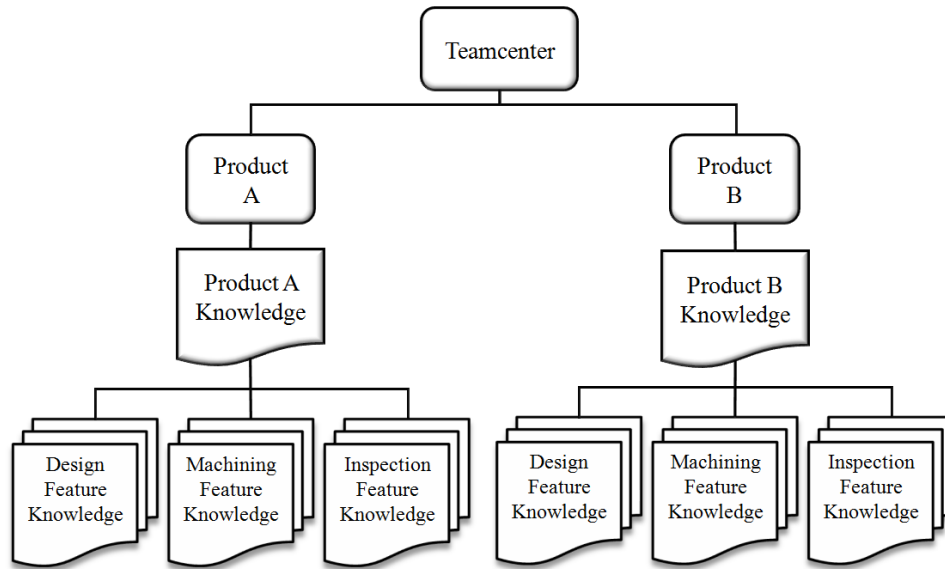 Teamcenter
Product
A
Product
B
Product A
Knowledge
Product B
Knowledge
Design
Feature
Knowledge
Machining
Feature
Knowledge
Inspection
Feature
Knowledge
Design
Feature
Knowledge
Machining
Feature
Knowledge
Inspection
Feature
Knowledge